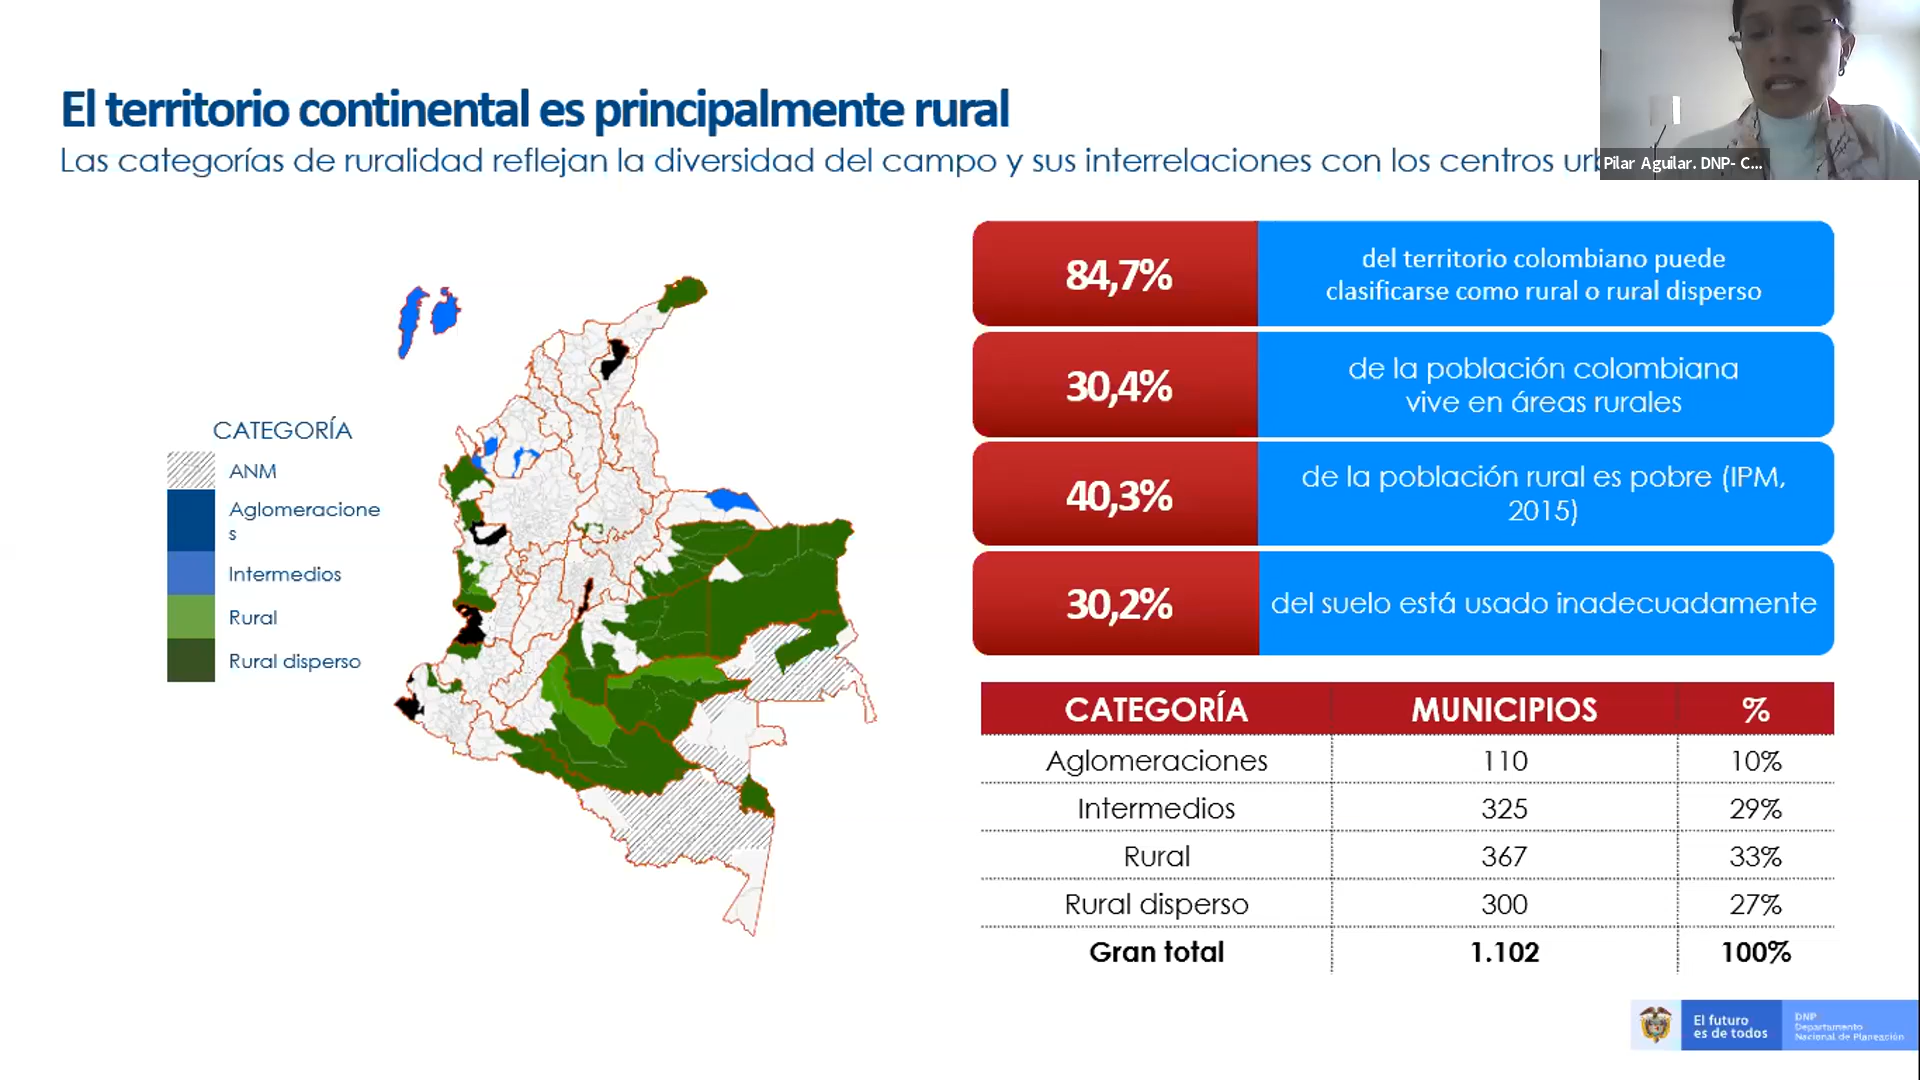 El territorio continental es principalmente rural
Las categorías de ruralidad reflejan la diversidad del campo y sus interrelaciones con los centros
Pilar Aguilar. DNP- C...
84,7%
del territorio colombiano puede
clasificarse como rural o rural disperso
30,4%
de la población colombiana
vive en áreas rurales
40,3%
de la población rural es pobre (IPM,
2015)
30,2%
del suelo está usado inadecuadamente
CATEGORÍA
ANM
Aglomeracione
s
Intermedios
Rural
Rural disperso
CATEGORÍA MUNICIPIOS %
Aglomeraciones 110 10%
Intermedios 325 29%
Rural 367 33%
Rural disperso 300 27%
Gran total 1.102 100%
El futuro
es de todos
DNP
Departamento
Nacional de Planeación